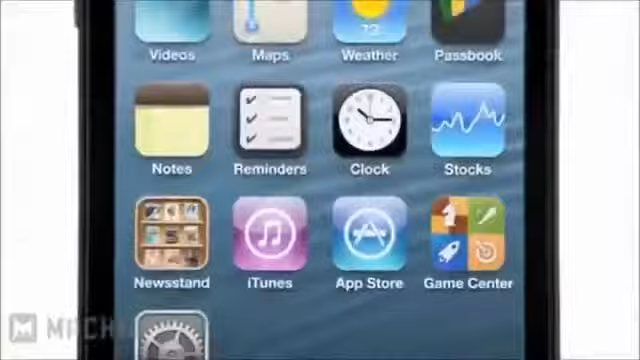 Videos Maps Weather Passbook
Notes Reminders Clock Stocks
Newsstand iTunes App Store Game Center